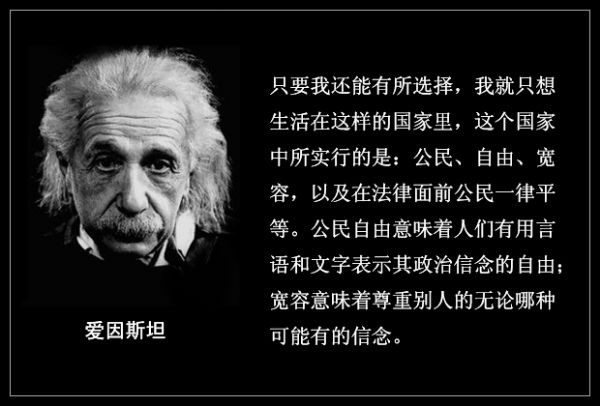 只要我还能有所选择，我就只想
生活在这样的国家里，这个国家
中所实行的是：公民、自由、宽
容，以及在法律面前公民一律平
等。公民自由意味着人们有用言
语和文字表示其政治信念的自由；
宽容意味着尊重别人的无论哪种
可能有的信念。
爱因斯坦